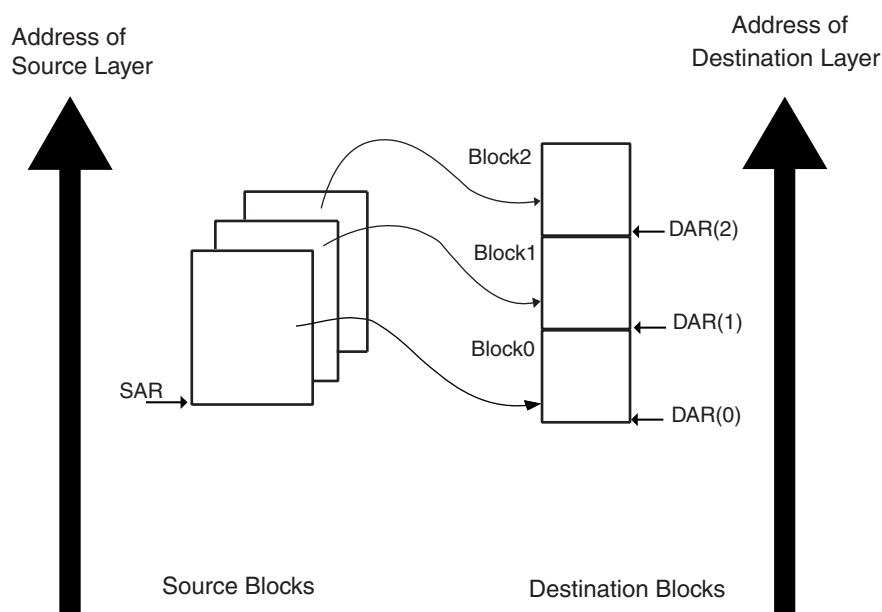 Address of
Source Layer
Address of
Destination Layer
Block2
DAR(2)
Block1
DAR(1)
Block0
SAR
DAR(0)
Source Blocks
Destination Blocks